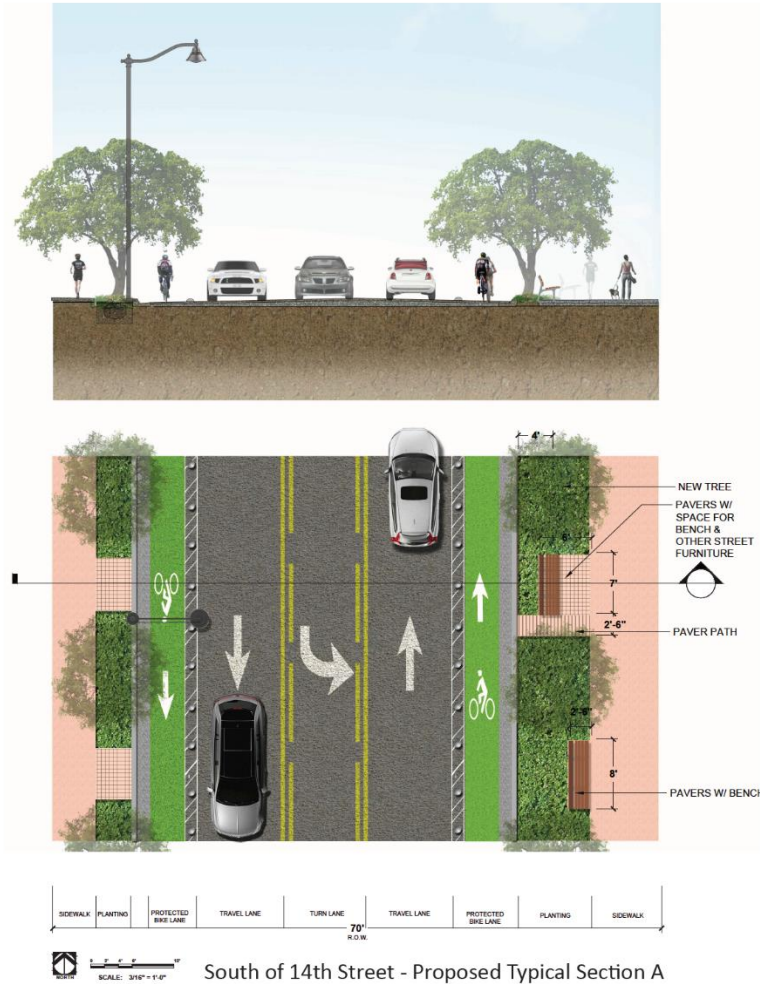 4'
NEW TREE
PAVERS W/
SPACE FOR
BENCH &
OTHER STREET
FURNITURE
6'
7'
2'-6"
PAVER PATH
8'
PAVERS W/ BENCH
SIDEWALK PLANTING PROTECTED BIKE LANE TRAVEL LANE TURN LANE TRAVEL LANE PROTECTED BIKE LANE PLANTING SIDEWALK
70'
R.O.W.
NORTH
SCALE: 3/16" = 1'-0"
South of 14th Street - Proposed Typical Section A